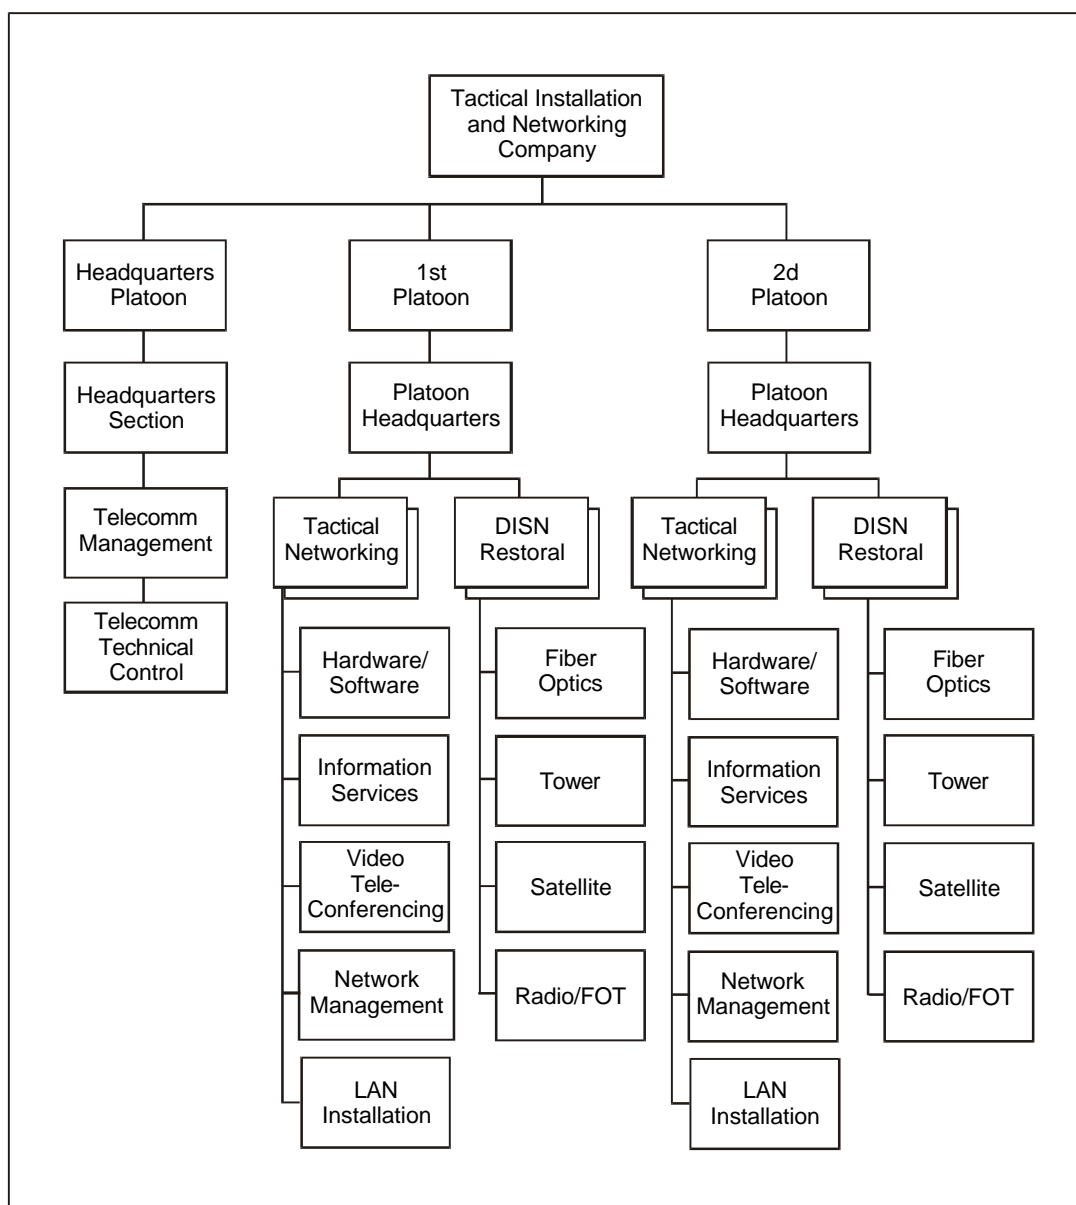 Tactical Installation
and Networking
Company
Headquarters
Platoon
1st
Platoon
2d
Platoon
Headquarters
Section
Platoon
Headquarters
Platoon
Headquarters
Telecomm
Management
Tactical
Networking
DISN
Restoral
Tactical
Networking
DISN
Restoral
Telecomm
Technical
Control
Hardware/
Software
Fiber
Optics
Hardware/
Software
Fiber
Optics
Information
Services
Tower
Information
Services
Tower
Video
Tele-
Conferencing
Satellite
Video
Tele-
Conferencing
Satellite
Network
Management
Radio/FOT
Network
Management
Radio/FOT
LAN
Installation
LAN
Installation